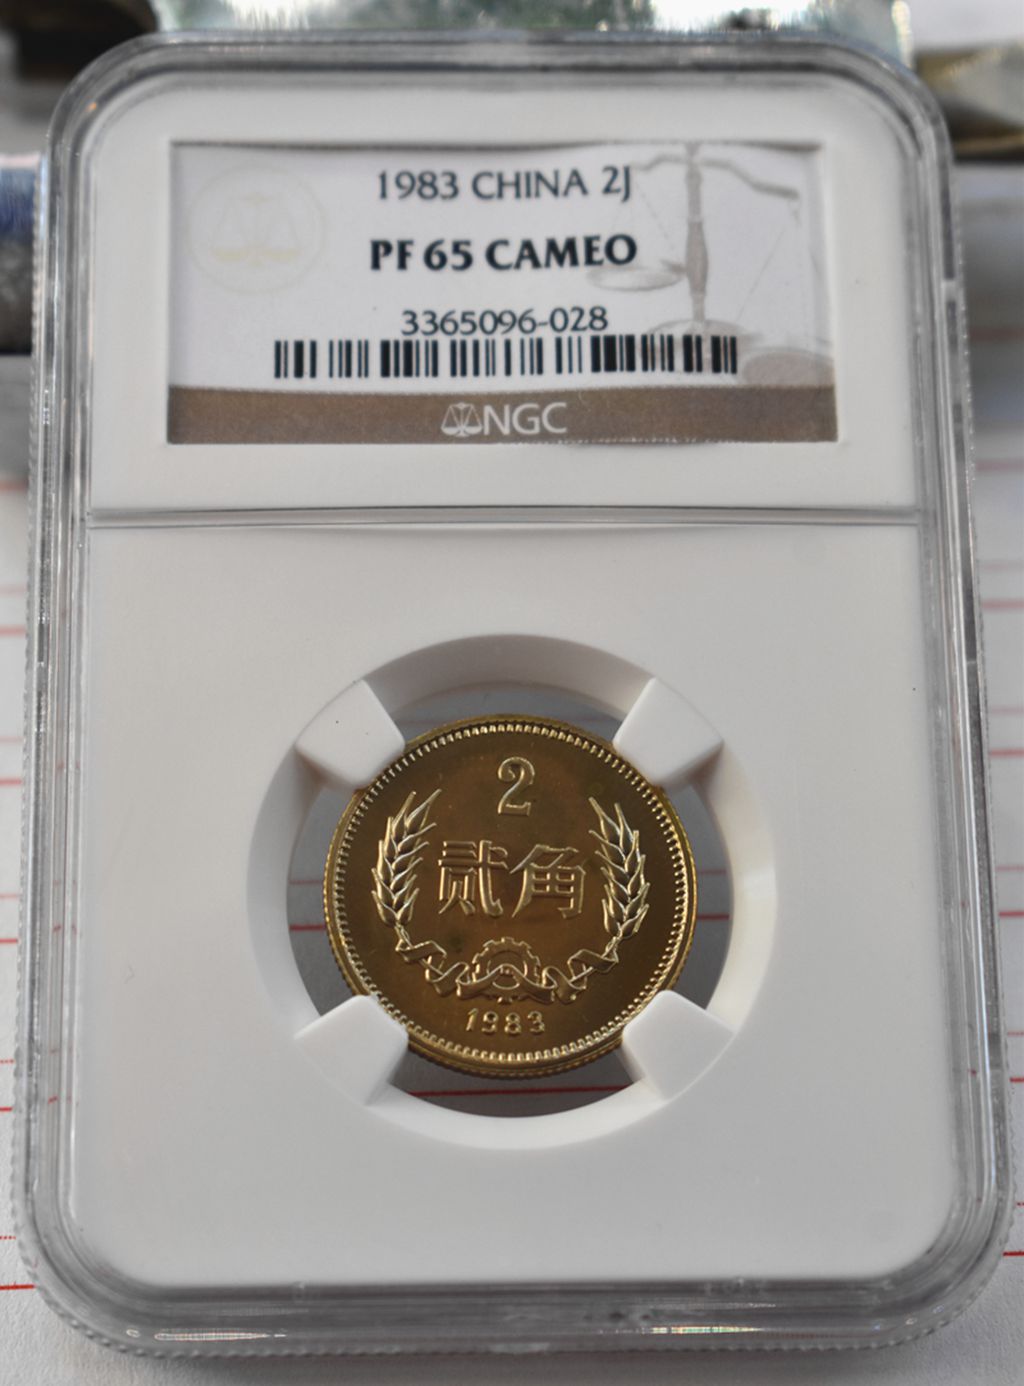 1983 CHINA 2J
PF 65 CAMEO
3365096-028
NGC
2
贰角
1983